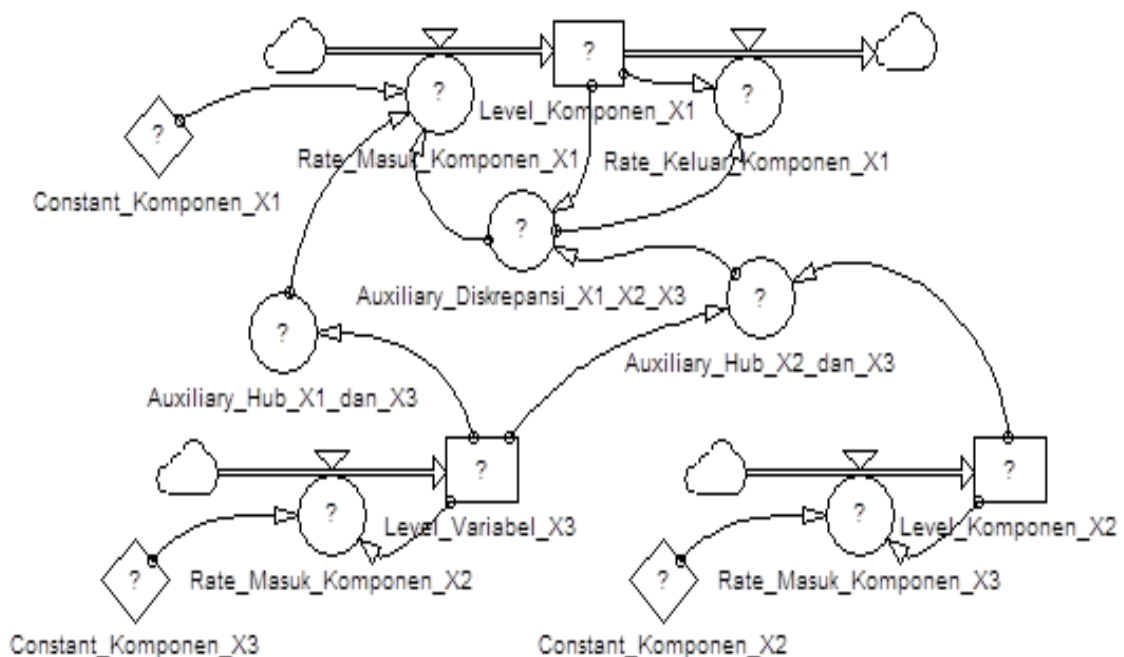 ?
?
?
?
Level_Komponen_X1
Rate_Masuk_Komponen_X1
Rate_Keluar_Komponen_X1
Constant_Komponen_X1
?
Auxiliary_Diskrepansi_X1_X2_X3
?
?
Auxiliary_Hub_X2_dan_X3
Auxiliary_Hub_X1_dan_X3
?
?
?
?
Level_Variabel_X3
Level_Komponen_X2
?
Rate_Masuk_Komponen_X2
?
Rate_Masuk_Komponen_X3
Constant_Komponen_X3
Constant_Komponen_X2